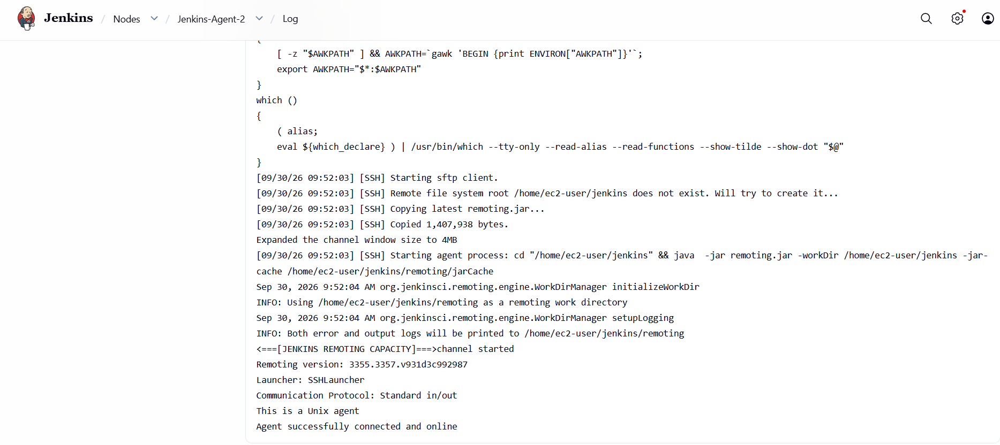 Jenkins / Nodes / Jenkins-Agent-2 / Log
{
[ -z "$AWKPATH" ] && AWKPATH=`gawk 'BEGIN {print ENVIRON["AWKPATH"]}'`;
export AWKPATH="$*:$AWKPATH"
}
which ()
{
( alias;
eval ${which_declare} ) | /usr/bin/which --tty-only --read-alias --read-functions --show-tilde --show-dot "$@"
}
[09/30/26 09:52:03] [SSH] Starting sftp client.
[09/30/26 09:52:03] [SSH] Remote file system root /home/ec2-user/jenkins does not exist. Will try to create it...
[09/30/26 09:52:03] [SSH] Copying latest remoting.jar...
[09/30/26 09:52:03] [SSH] Copied 1,407,938 bytes.
Expanded the channel window size to 4MB
[09/30/26 09:52:03] [SSH] Starting agent process: cd "/home/ec2-user/jenkins" && java  -jar remoting.jar -workDir /home/ec2-user/jenkins -jar-
cache /home/ec2-user/jenkins/remoting/jarCache
Sep 30, 2026 9:52:04 AM org.jenkinsci.remoting.engine.WorkDirManager initializeWorkDir
INFO: Using /home/ec2-user/jenkins/remoting as a remoting work directory
Sep 30, 2026 9:52:04 AM org.jenkinsci.remoting.engine.WorkDirManager setupLogging
INFO: Both error and output logs will be printed to /home/ec2-user/jenkins/remoting
<===[JENKINS REMOTING CAPACITY]===>channel started
Remoting version: 3355.3357.v931d3c992987
Launcher: SSHLauncher
Communication Protocol: Standard in/out
This is a Unix agent
Agent successfully connected and online